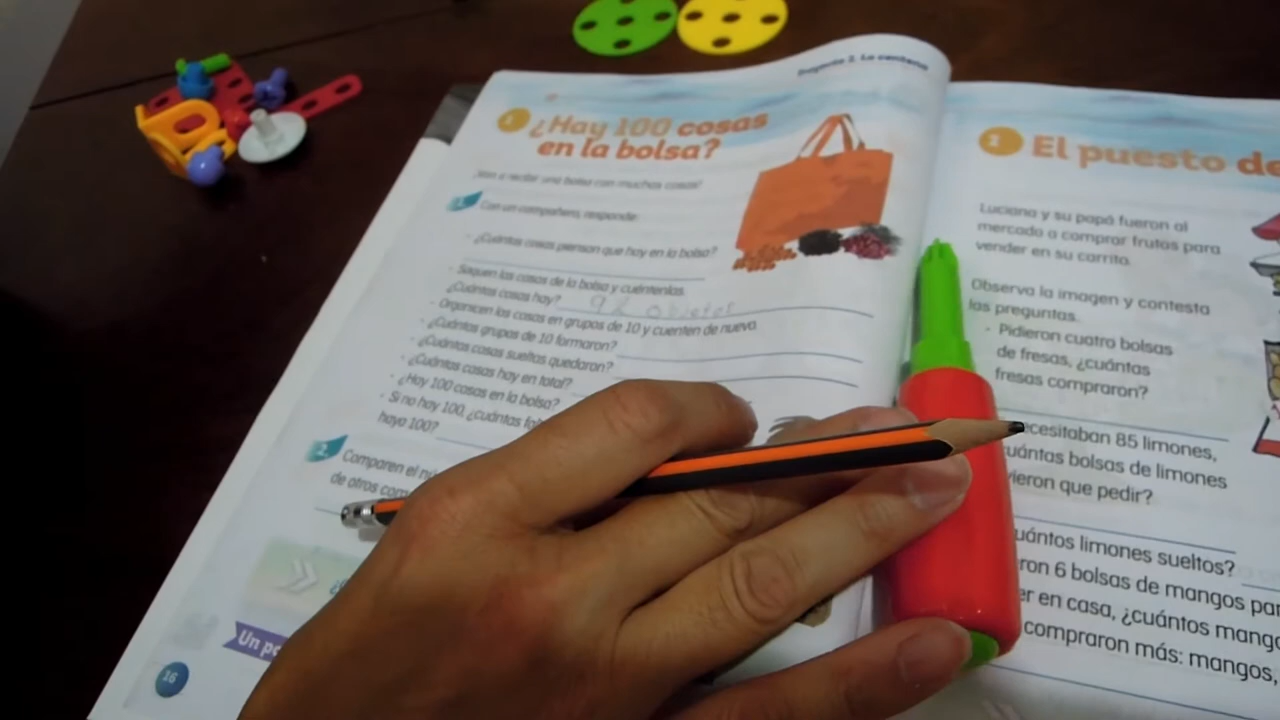 Proyecto 2. La centena
1 ¿Hay 100 cosas
en la bolsa?
¡Van a recibir una bolsa con muchas cosas!
1. Con un compañero, responde:
- ¿Cuántas cosas piensan que hay en la bolsa?
- Saquen las cosas de la bolsa y cuéntenlas.
¿Cuántas cosas hay? 92 objetos
- Organicen las cosas en grupos de 10 y cuenten de nuevo.
- ¿Cuántos grupos de 10 formaron?
- ¿Cuántas cosas sueltas quedaron?
- ¿Cuántas cosas hay en total?
- ¿Hay 100 cosas en la bolsa?
- Si no hay 100, ¿cuántas
haya 100?
2. Comparen el
de otros
Un
16
El puesto de
Luciana y su papá fueron al
mercado a comprar frutas para
vender en su carrito.
Observa la imagen y contesta
las preguntas.
- Pidieron cuatro bolsas
de fresas, ¿cuántas
fresas compraron?
ecesitaban 85 limones,
cuántas bolsas de limones
vieron que pedir?
uántos limones sueltos?
ron 6 bolsas de mangos par
er en casa, ¿cuántos mango
compraron más: mangos,